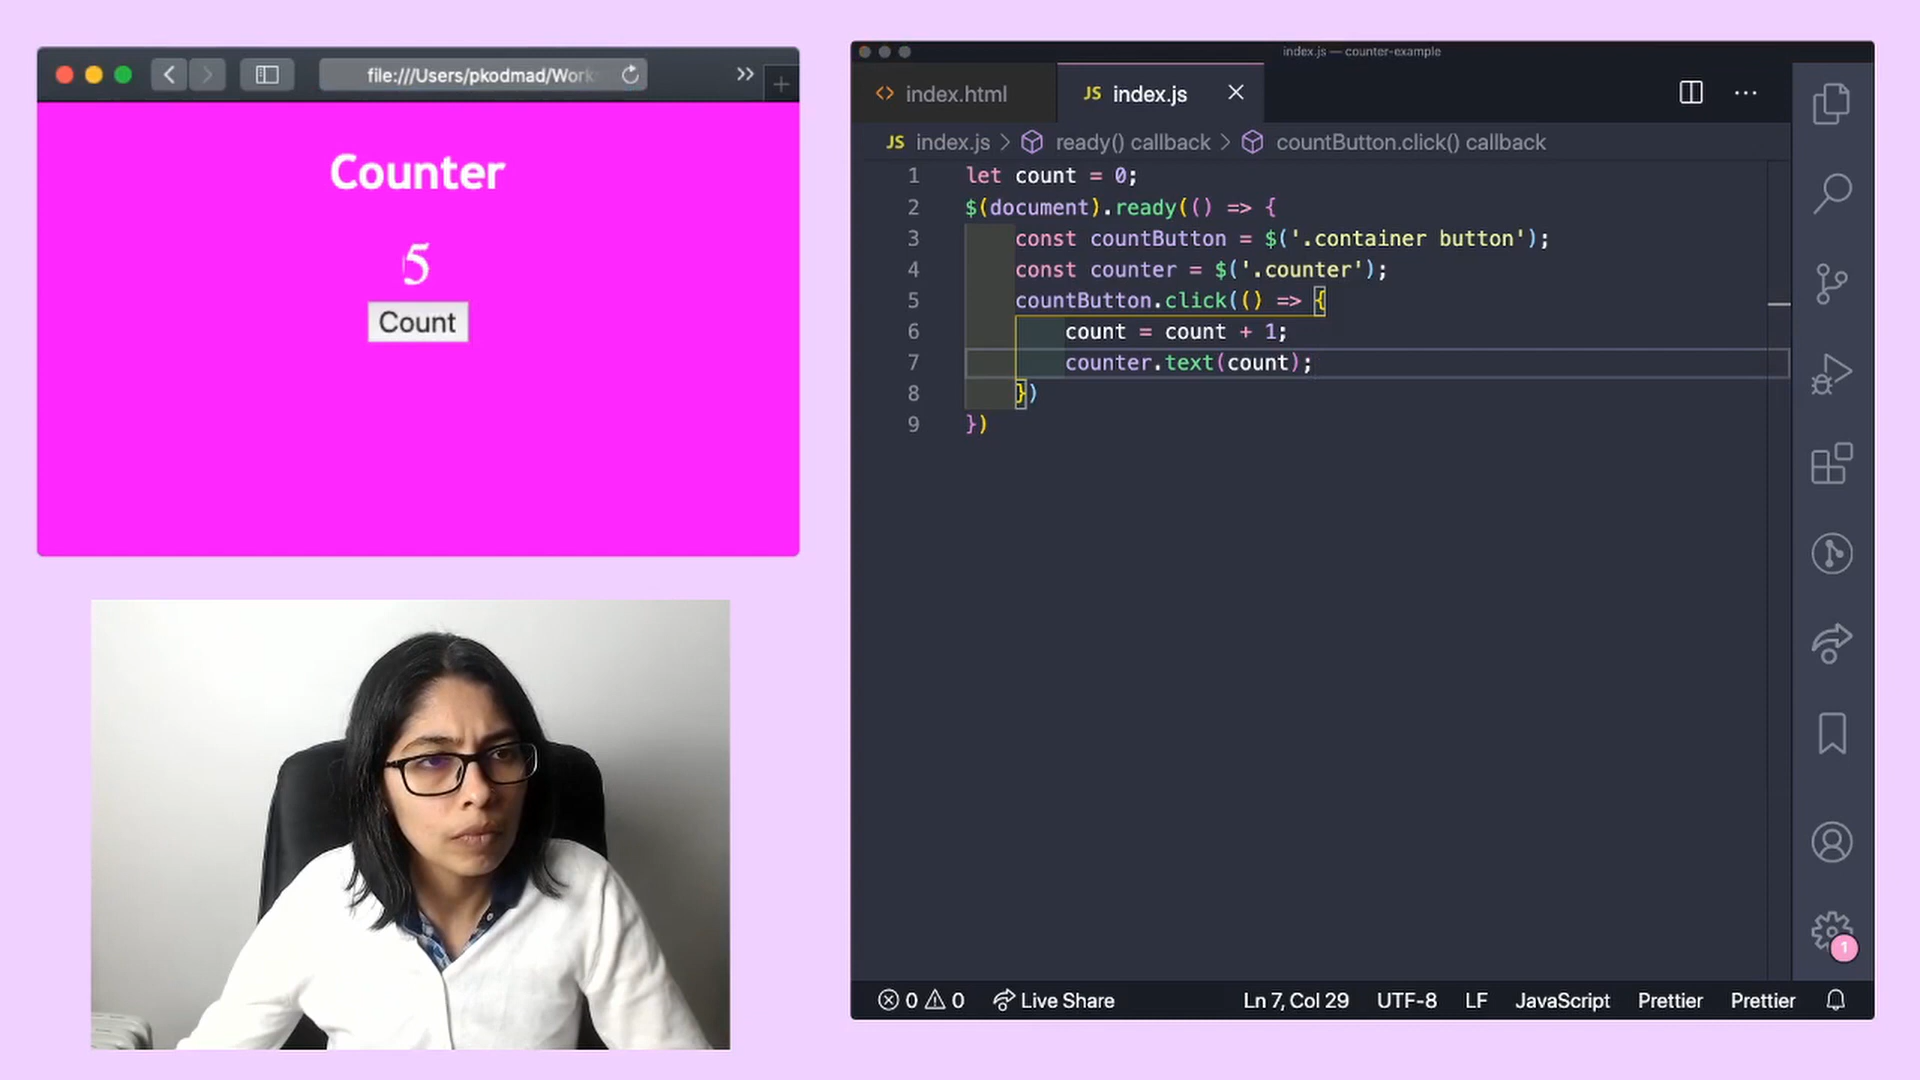 file:///Users/pkodmad/Work
Counter
5
Count
index.js — counter-example
<> index.html
JS index.js
JS index.js > ready() callback > countButton.click() callback
1 let count = 0;
2 $(document).ready(() => {
3 const countButton = $('.container button');
4 const counter = $('.counter');
5 countButton.click(() => {
6 count = count + 1;
7 counter.text(count);
8 })
9 })
1
0 0 Live Share Ln 7, Col 29 UTF-8 LF JavaScript Prettier Prettier